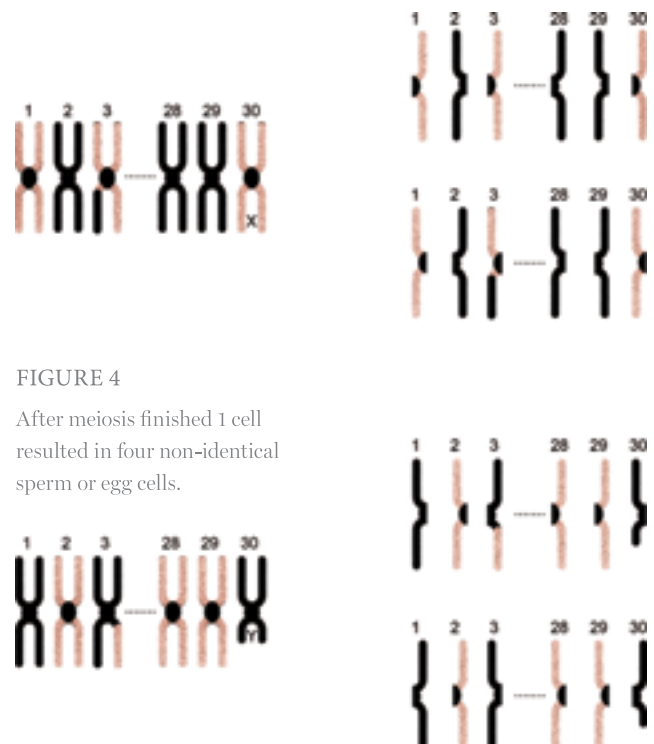 1 2 3 28 29 30
1 2 3 28 29 30
X
1 2 3 28 29 30
FIGURE 4
After meiosis finished 1 cell
resulted in four non-identical
sperm or egg cells.
1 2 3 28 29 30
1 2 3 28 29 30
Y
1 2 3 28 29 30